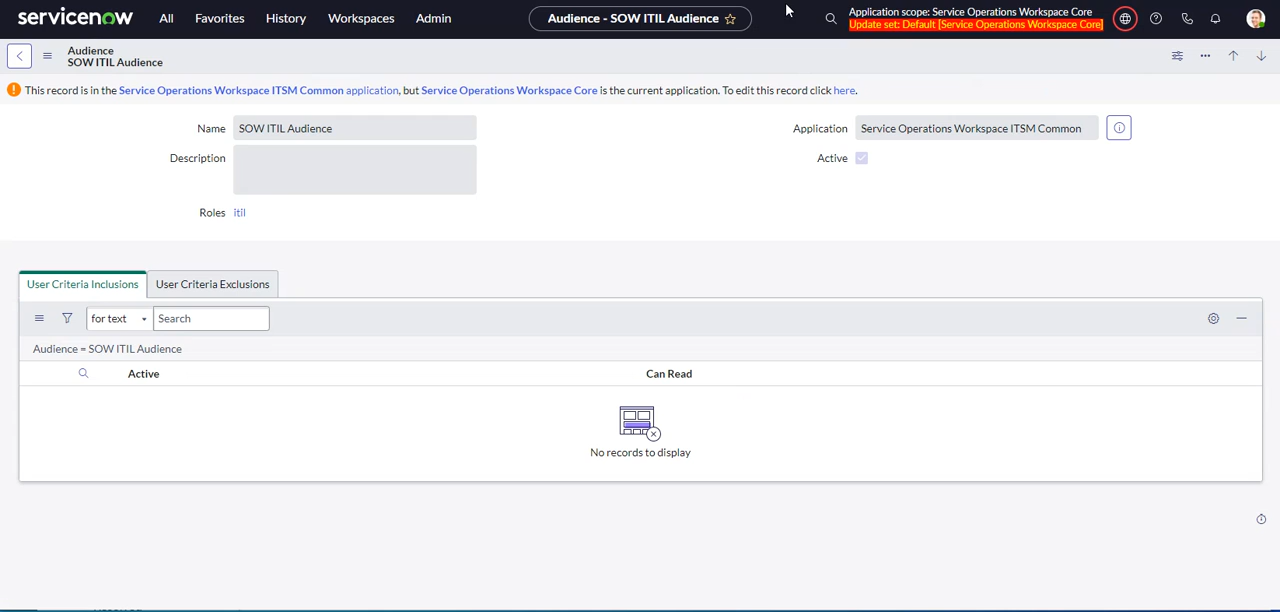 servicenow All Favorites History Workspaces Admin Audience - SOW ITIL Audience
Application scope: Service Operations Workspace Core
Update set: Default [Service Operations Workspace Core]
Audience
SOW ITIL Audience
This record is in the Service Operations Workspace ITSM Common application, but Service Operations Workspace Core is the current application. To edit this record click here.
Name SOW ITIL Audience Application Service Operations Workspace ITSM Common
Description Active
Roles itil
User Criteria Inclusions User Criteria Exclusions
for text Search
Audience = SOW ITIL Audience
Active Can Read
No records to display